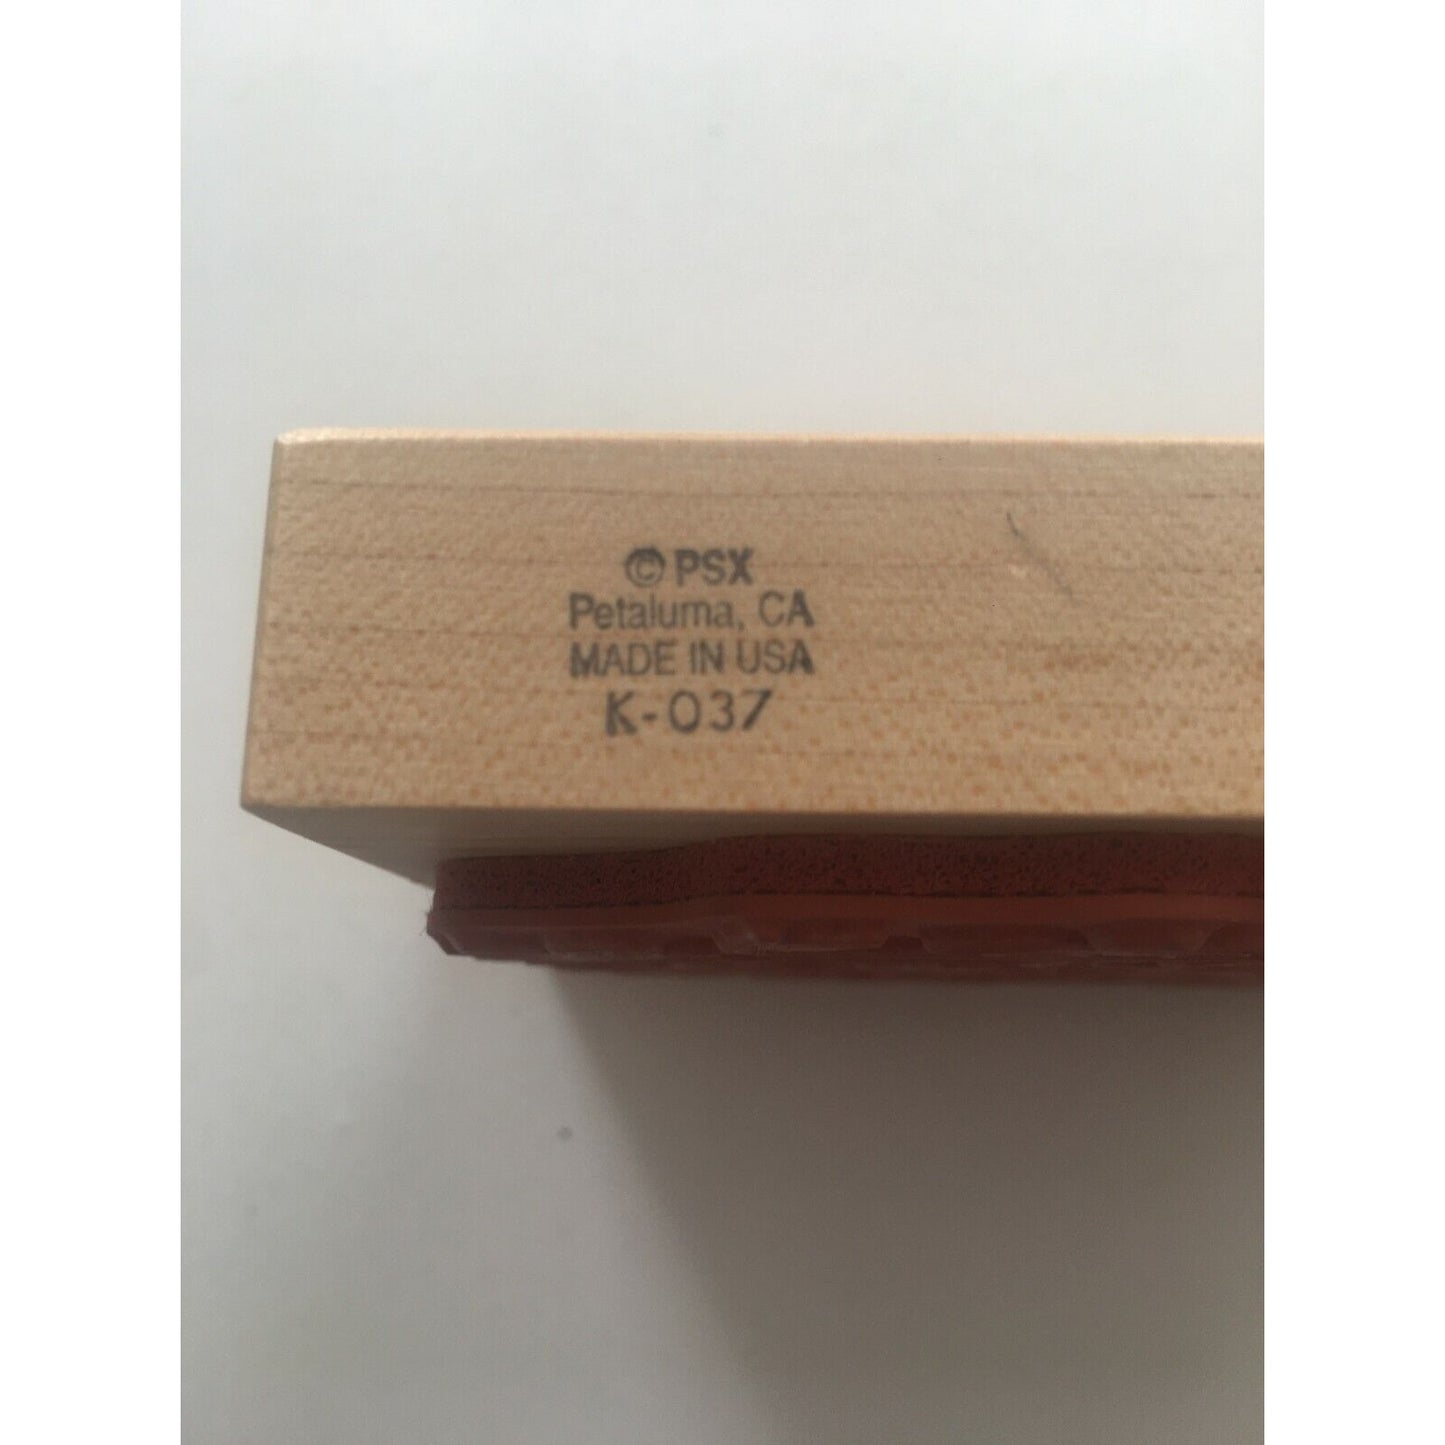 © PSX
Petaluma, CA
MADE IN USA
K-037